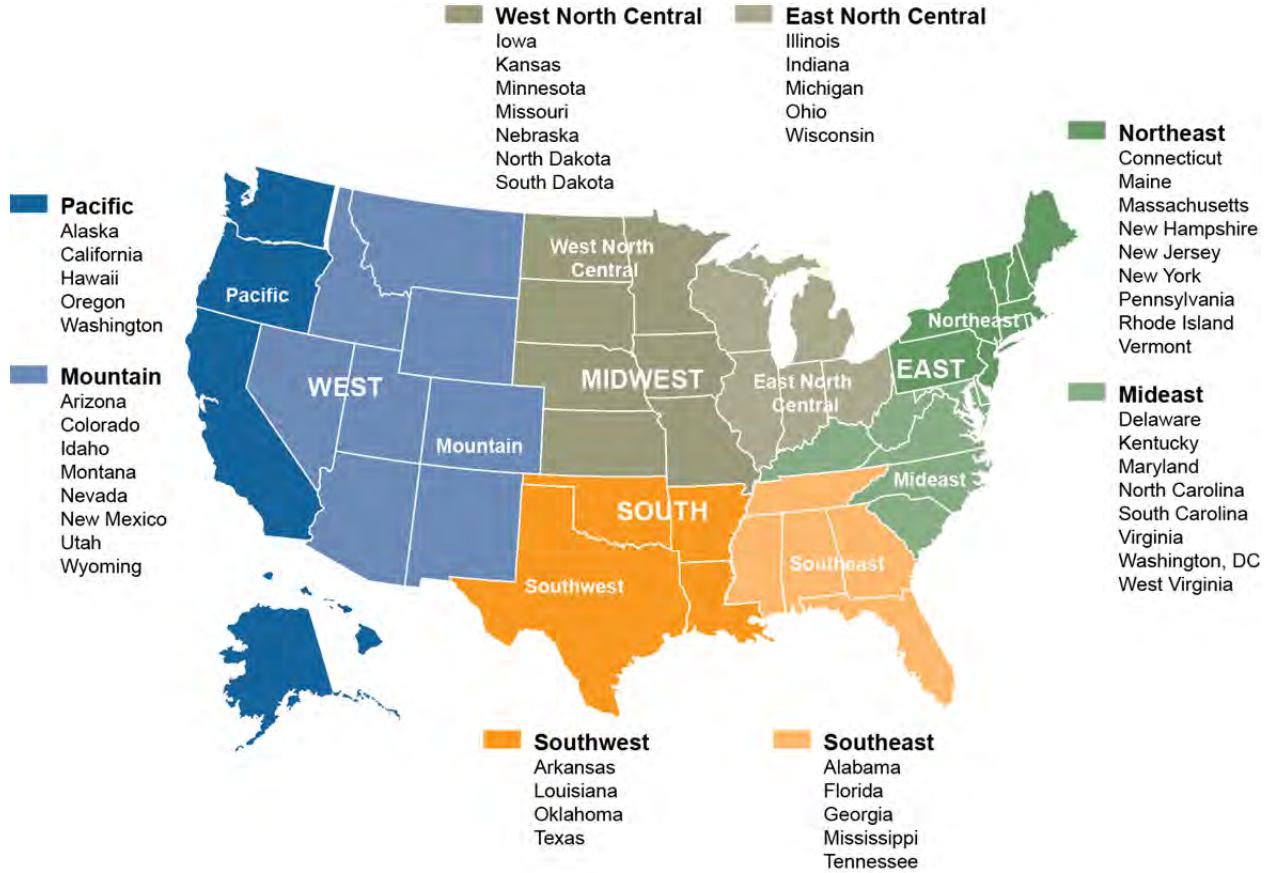 West North Central
Iowa
Kansas
Minnesota
Missouri
Nebraska
North Dakota
South Dakota
East North Central
Illinois
Indiana
Michigan
Ohio
Wisconsin
Northeast
Connecticut
Maine
Massachusetts
New Hampshire
New Jersey
New York
Pennsylvania
Rhode Island
Vermont
Pacific
Alaska
California
Hawaii
Oregon
Washington
Mountain
Arizona
Colorado
Idaho
Montana
Nevada
New Mexico
Utah
Wyoming
Mideast
Delaware
Kentucky
Maryland
North Carolina
South Carolina
Virginia
Washington, DC
West Virginia
West North
Central
Pacific
Northeast
WEST
MIDWEST
EAST
East North
Central
Mountain
Mideast
SOUTH
Southeast
Southwest
Southwest
Arkansas
Louisiana
Oklahoma
Texas
Southeast
Alabama
Florida
Georgia
Mississippi
Tennessee